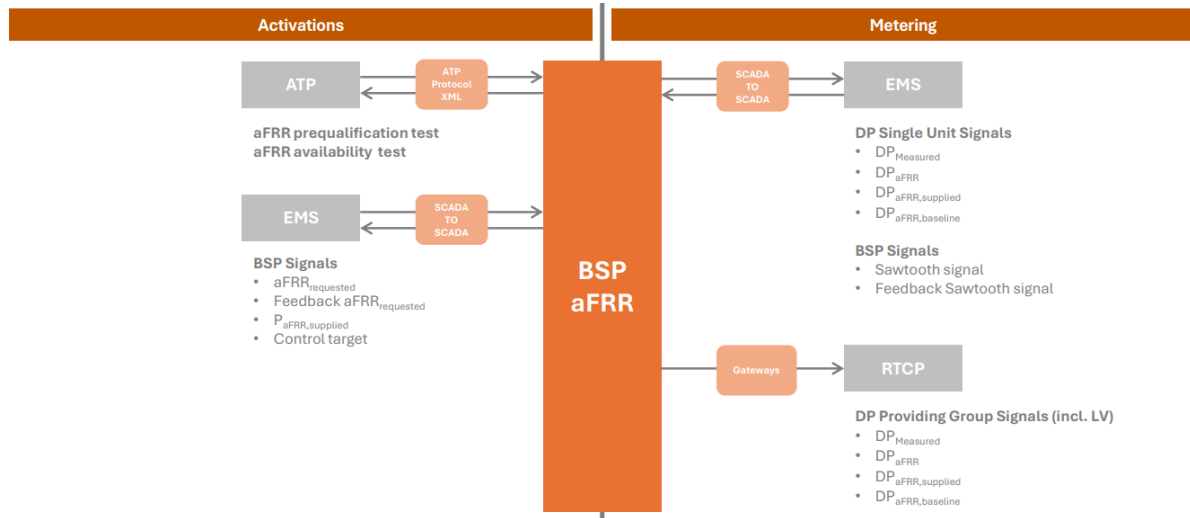 Activations
Metering
ATP
ATP
Protocol
XML
aFRR prequalification test
aFRR availability test
EMS
SCADA
TO
SCADA
BSP Signals
• aFRRrequested
• Feedback aFRRrequested
• PaFRR,supplied
• Control target
BSP
aFRR
SCADA
TO
SCADA
EMS
DP Single Unit Signals
• DPMeasured
• DPaFRR
• DPaFRR,supplied
• DPaFRR,baseline
BSP Signals
• Sawtooth signal
• Feedback Sawtooth signal
Gateways
RTCP
DP Providing Group Signals (incl. LV)
• DPMeasured
• DPaFRR
• DPaFRR,supplied
• DPaFRR,baseline